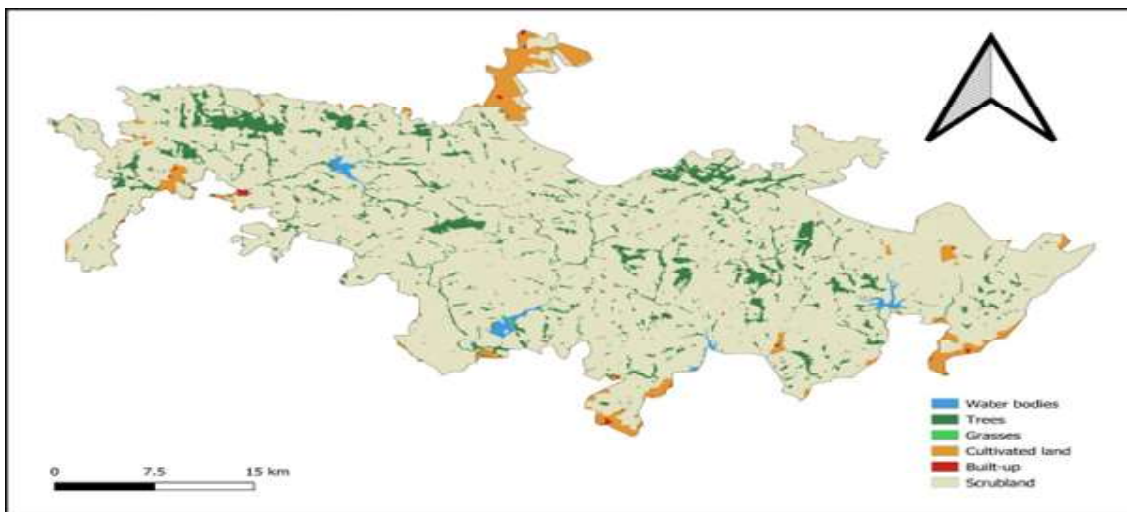 Water bodies
Trees
Grasses
Cultivated land
Built-up
Scrubland
0 7.5 15 km